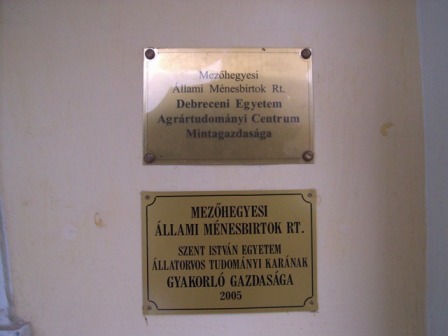 Mezőhegyesi
Állami Ménesbirtok Rt.
Debreceni Egyetem
Agrártudományi Centrum
Mintagazdasága
MEZŐHEGYESI
ÁLLAMI MÉNESBIRTOK RT.
SZENT ISTVÁN EGYETEM
ÁLLATORVOS TUDOMÁNYI KARÁNAK
GYAKORLÓ GAZDASÁGA
2005